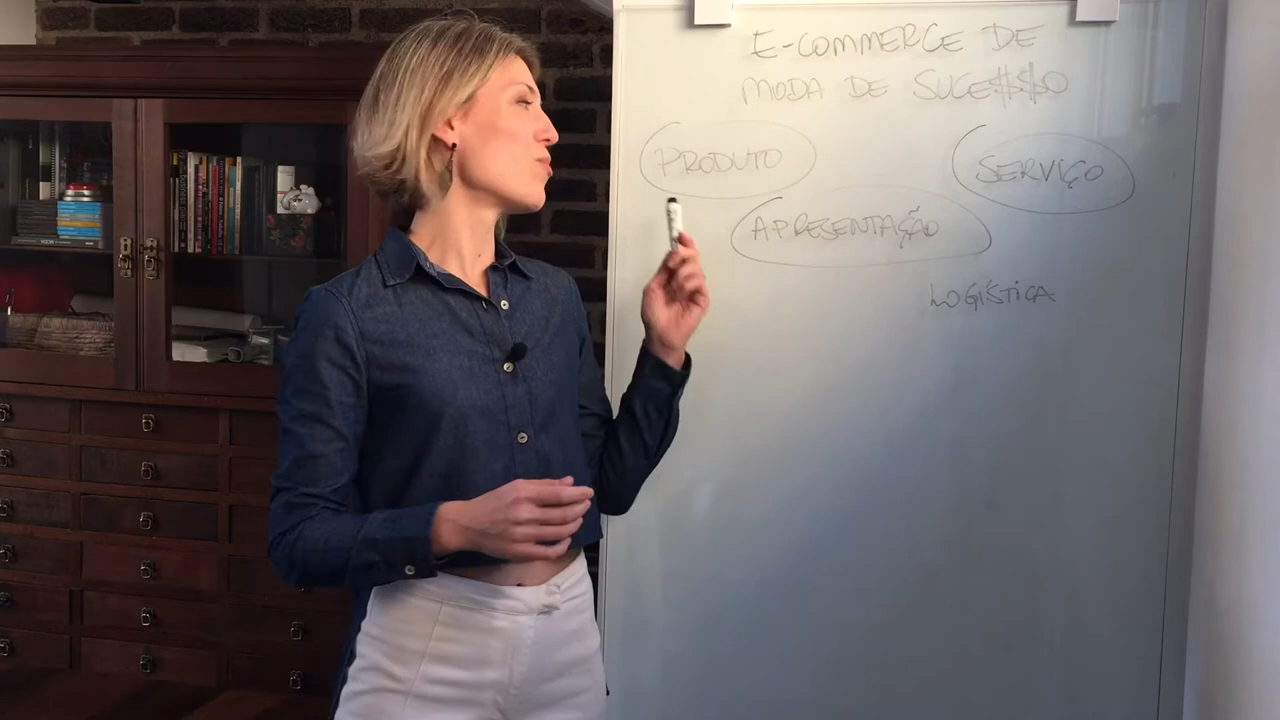 E-COMMERCE DE
MODA DE SUCE$$O
PRODUTO
SERVIÇO
APRESENTAÇÃO
LOGÍSTICA